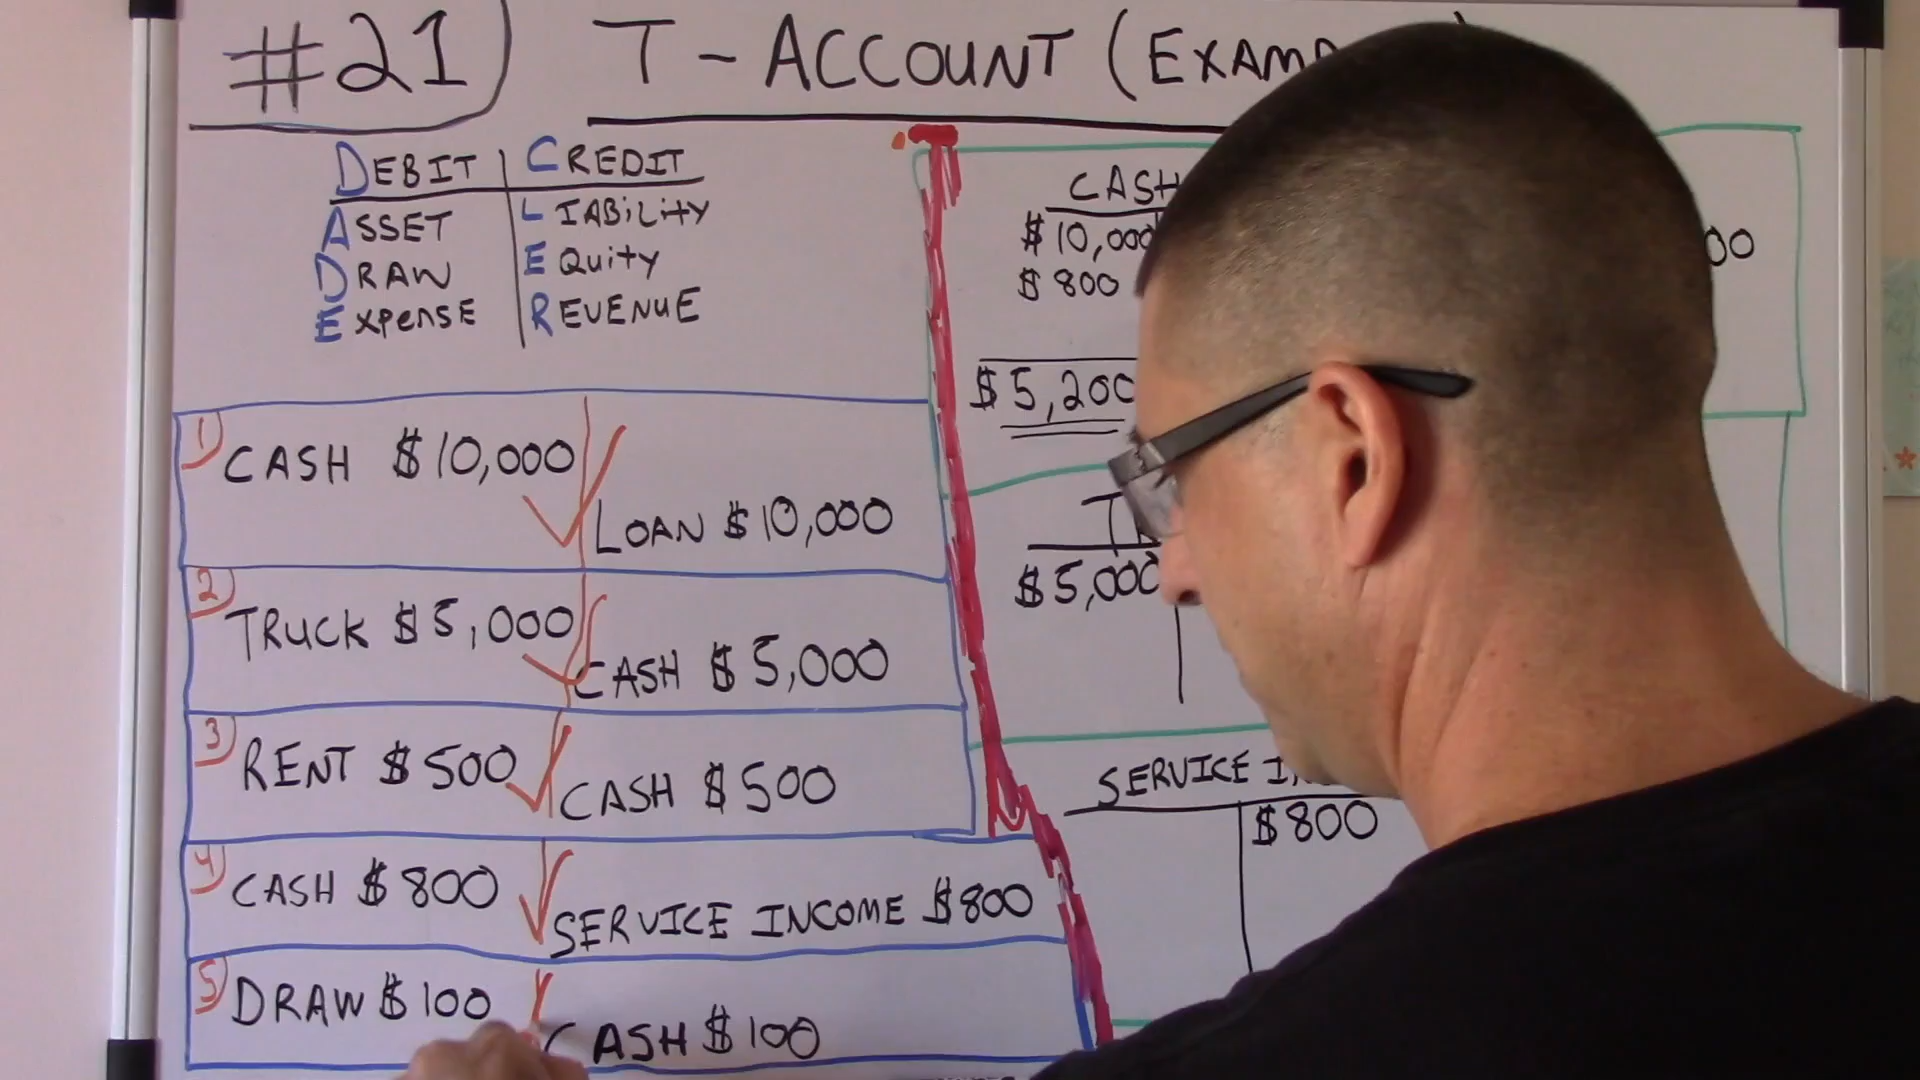 #21) T-ACCOUNT (EXAM
DEBIT | CREDIT
ASSET LIABILITY
DRAW EQUITY
EXPENSE REVENUE
1) CASH $10,000
LOAN $10,000
2) TRUCK $5,000
CASH $5,000
3) RENT $500
CASH $500
4) CASH $800
SERVICE INCOME $800
5) DRAW $100
CASH $100
CASH
$10,000
$800
$5,200
$5,000
SERVICE
$800